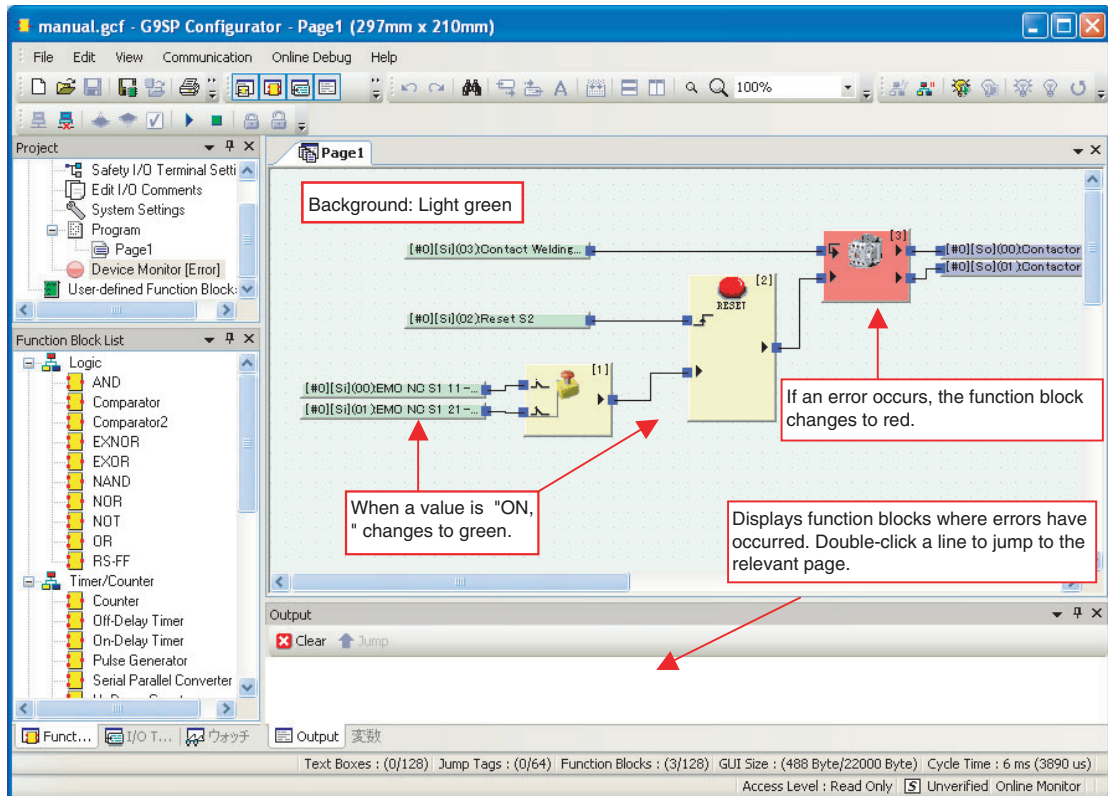 manual.gcf - G9SP Configurator - Page1 (297mm x 210mm)
File Edit View Communication Online Debug Help
100%
Project
Page1
Safety I/O Terminal Setti
Edit I/O Comments
System Settings
Program
Page1
Device Monitor [Error]
User-defined Function Block
Background: Light green
[#0][Si](03):Contact Welding...
[3]
[#0][So](00):Contactor
[#0][So](01):Contactor
[2]
RESET
[#0][Si](02):Reset S2
[1]
[#0][Si](00):EMO NC S1 11-...
[#0][Si](01):EMO NC S1 21-...
If an error occurs, the function block
changes to red.
When a value is "ON,
" changes to green.
Displays function blocks where errors have
occurred. Double-click a line to jump to the
relevant page.
Function Block List
Logic
AND
Comparator
Comparator2
EXNOR
EXOR
NAND
NOR
NOT
OR
RS-FF
Timer/Counter
Counter
Off-Delay Timer
On-Delay Timer
Pulse Generator
Serial Parallel Converter
Output
Clear Jump
Funct... I/O T... ウォッチ
Output 変数
Text Boxes : (0/128) Jump Tags : (0/64) Function Blocks : (3/128) GUI Size : (488 Byte/22000 Byte) Cycle Time : 6 ms (3890 us)
Access Level : Read Only S Unverified Online Monitor